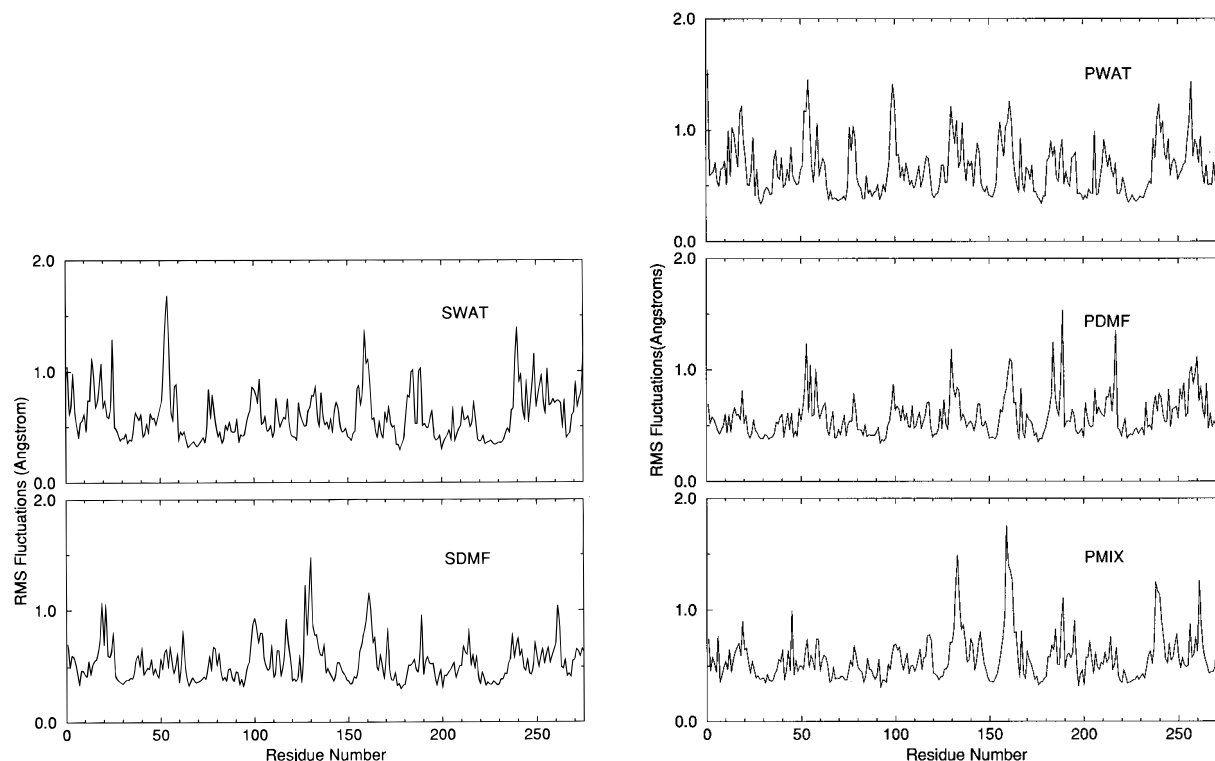 2.0
SWAT
1.0
0.0
2.0
SDMF
1.0
0.0
0 50 100 150 200 250
Residue Number
RMS Fluctuations (Angstrom)
2.0
PWAT
1.0
0.0
2.0
PDMF
1.0
0.0
2.0
PMIX
1.0
0.0
0 50 100 150 200 250
Residue Number
RMS Fluctuations(Angstroms)